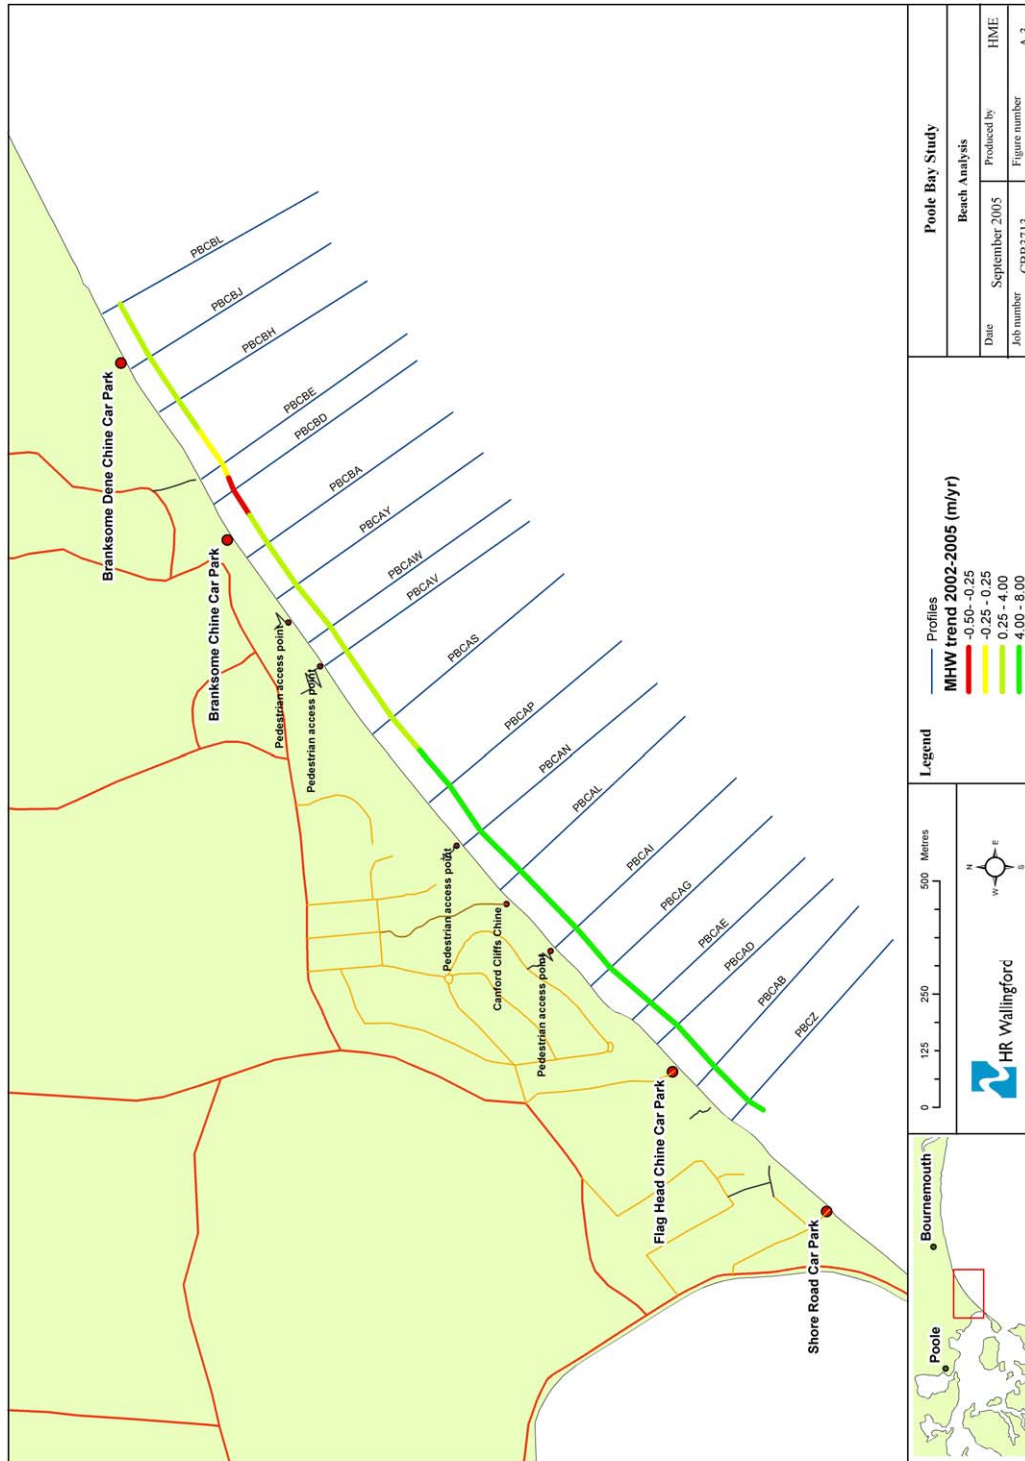 Branksome Dene Chine Car Park
Branksome Chine Car Park
Pedestrian access point
Pedestrian access point
Pedestrian access point
Canford Cliffs Chine
Pedestrian access point
Flag Head Chine Car Park
Shore Road Car Park
PBCBL
PBCBJ
PBCBH
PBCBE
PBCBD
PBCBA
PBCAY
PBCAW
PBCAV
PBCAS
PBCAP
PBCAN
PBCAL
PBCAI
PBCAG
PBCAE
PBCAD
PBCAB
PBCZ
Poole
Bournemouth
0 125 250 500 Metres
HR Wallingford
N
W E
S
Legend
Profiles
MHW trend 2002-2005 (m/yr)
-0.50- -0.25
-0.25 - 0.25
0.25 - 4.00
4.00 - 8.00
Poole Bay Study
Beach Analysis
Date
September 2005
Produced by
HME
Job number
Figure number